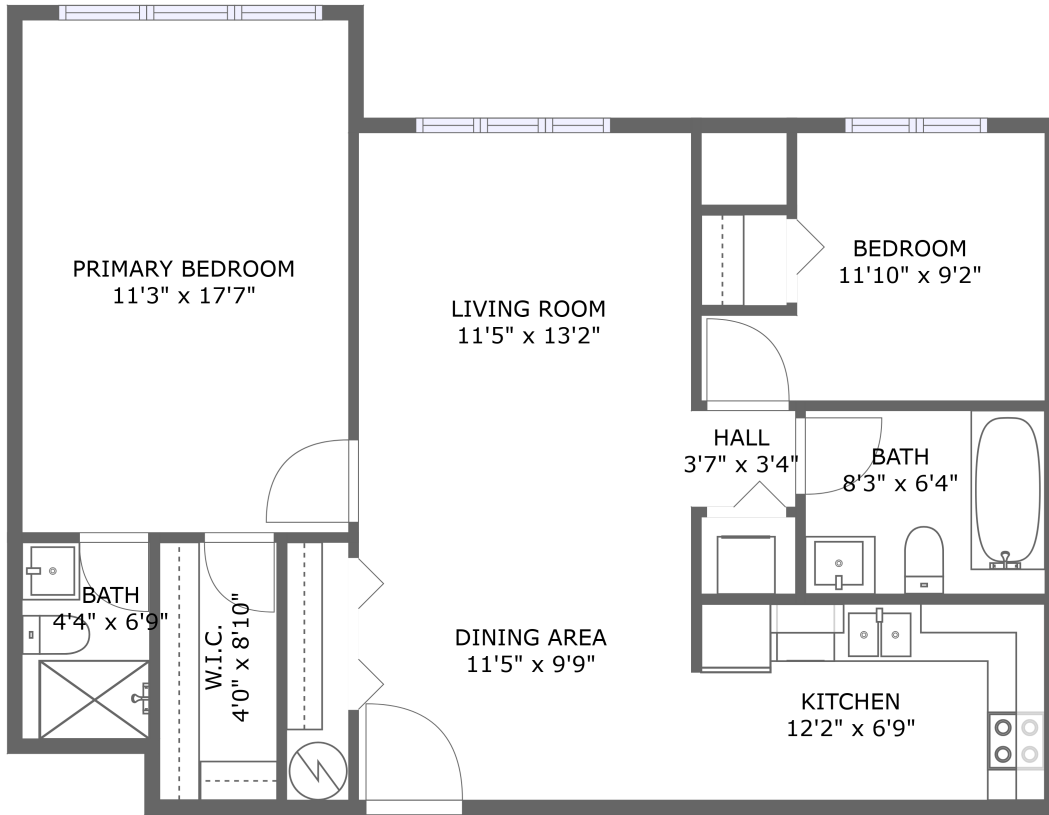 PRIMARY BEDROOM
11'3" x 17'7"
LIVING ROOM
11'5" x 13'2"
BEDROOM
11'10" x 9'2"
HALL
3'7" x 3'4"
BATH
8'3" x 6'4"
BATH
4'4" x 6'9"
W.I.C.
4'0" x 8'10"
DINING AREA
11'5" x 9'9"
KITCHEN
12'2" x 6'9"